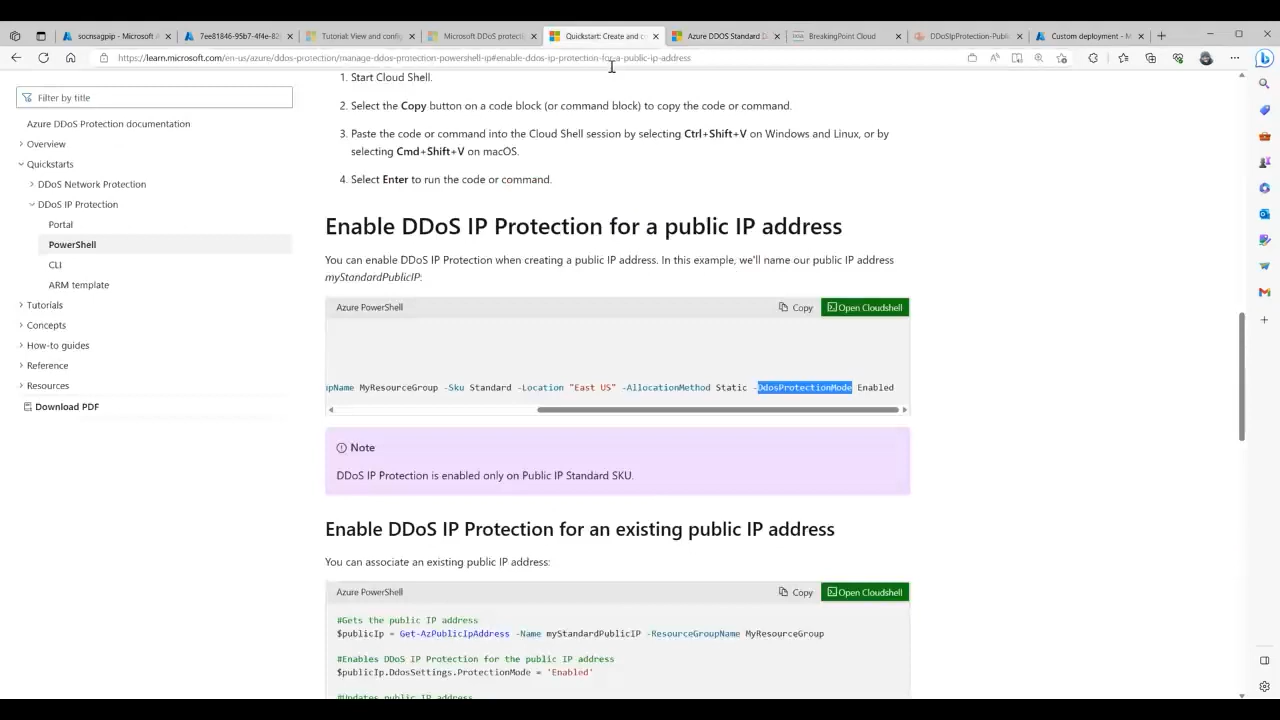 socnsagpip - Microsoft A
7ee81846-95b7-4f4e-82
Tutorial: View and config
Microsoft DDoS protecti
Quickstart: Create and c
Azure DDOS Standard D
BreakingPoint Cloud
DDoSIpProtection-Public
Custom deployment - M
https://learn.microsoft.com/en-us/azure/ddos-protection/manage-ddos-protection-powershell-ip#enable-ddos-ip-protection-for-a-public-ip-address
Filter by title
Azure DDoS Protection documentation
Overview
Quickstarts
DDoS Network Protection
DDoS IP Protection
Portal
PowerShell
CLI
ARM template
Tutorials
Concepts
How-to guides
Reference
Resources
Download PDF
1. Start Cloud Shell.
2. Select the Copy button on a code block (or command block) to copy the code or command.
3. Paste the code or command into the Cloud Shell session by selecting Ctrl+Shift+V on Windows and Linux, or by
selecting Cmd+Shift+V on macOS.
4. Select Enter to run the code or command.
Enable DDoS IP Protection for a public IP address
You can enable DDoS IP Protection when creating a public IP address. In this example, we'll name our public IP address
myStandardPublicIP:
Azure PowerShell Copy Open Cloudshell
upName MyResourceGroup -Sku Standard -Location "East US" -AllocationMethod Static -DdosProtectionMode Enabled
Note
DDoS IP Protection is enabled only on Public IP Standard SKU.
Enable DDoS IP Protection for an existing public IP address
You can associate an existing public IP address:
Azure PowerShell Copy Open Cloudshell
#Gets the public IP address
$publicIp = Get-AzPublicIpAddress -Name myStandardPublicIP -ResourceGroupName MyResourceGroup
#Enables DDoS IP Protection for the public IP address
$publicIp.DdosSettings.ProtectionMode = 'Enabled'
#Updates public IP address